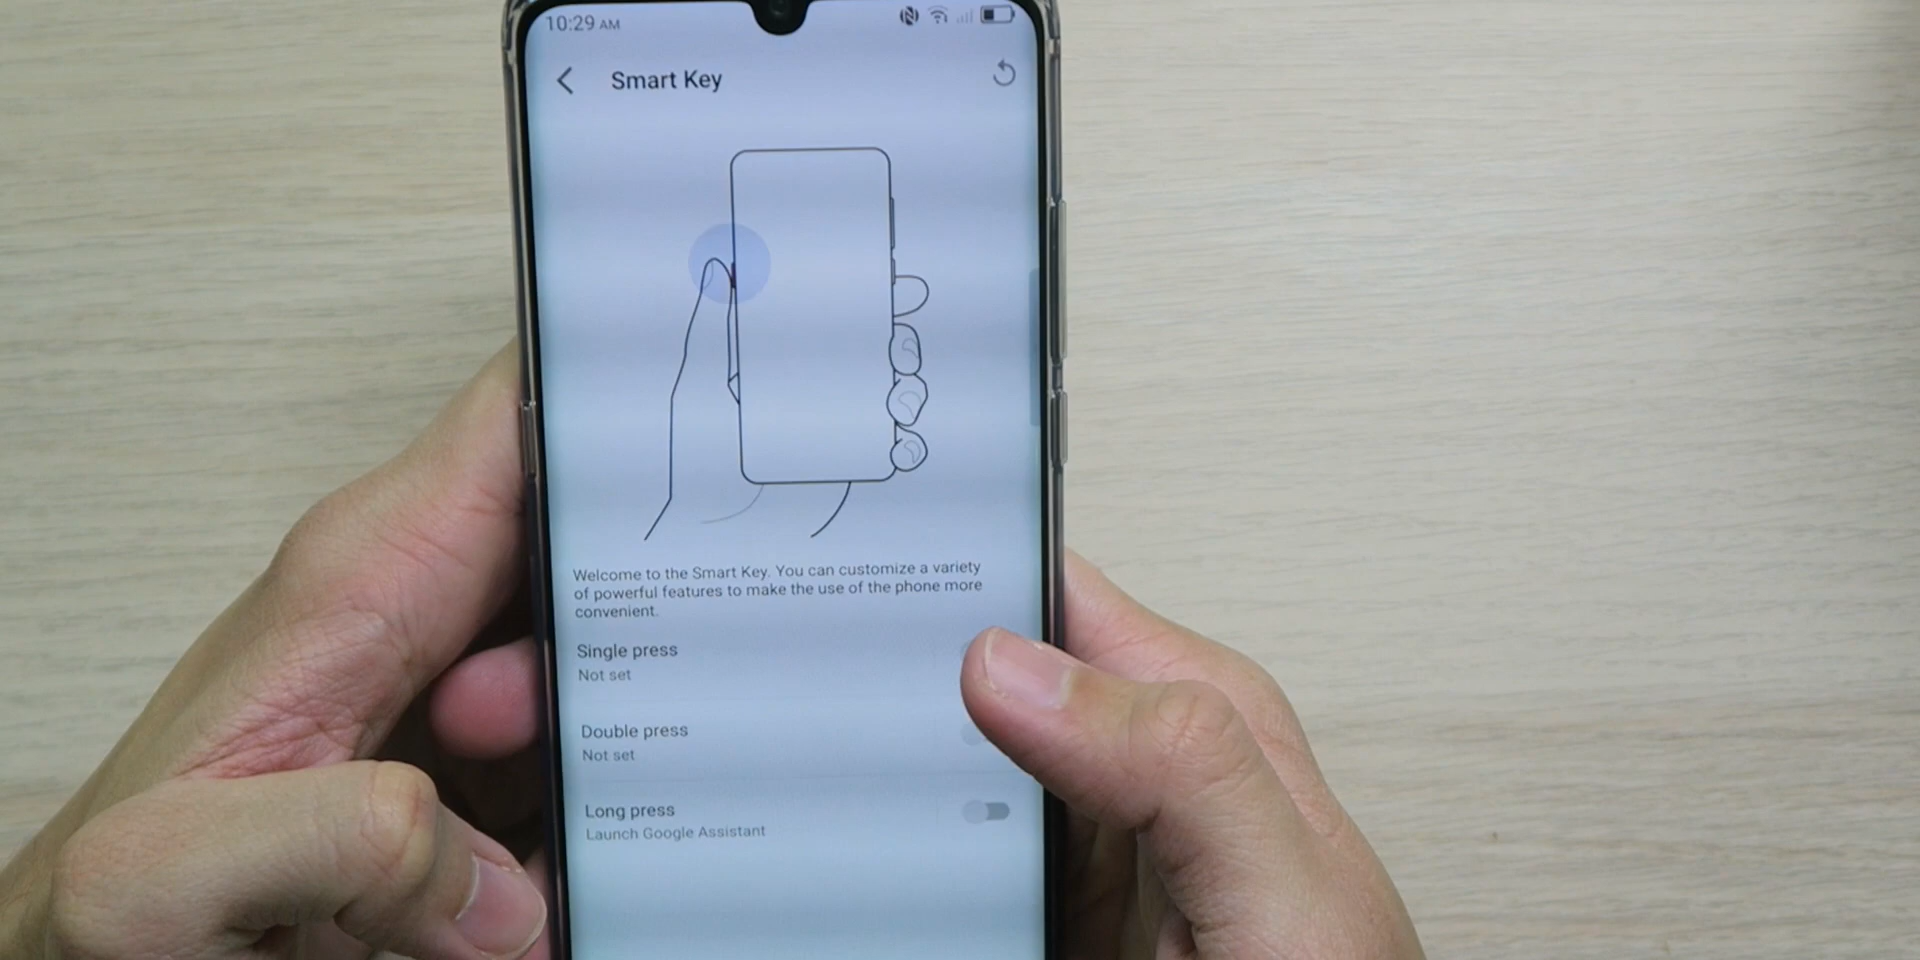 10:29 AM
Smart Key
Welcome to the Smart Key. You can customize a variety
of powerful features to make the use of the phone more
convenient.
Single press
Not set
Double press
Not set
Long press
Launch Google Assistant